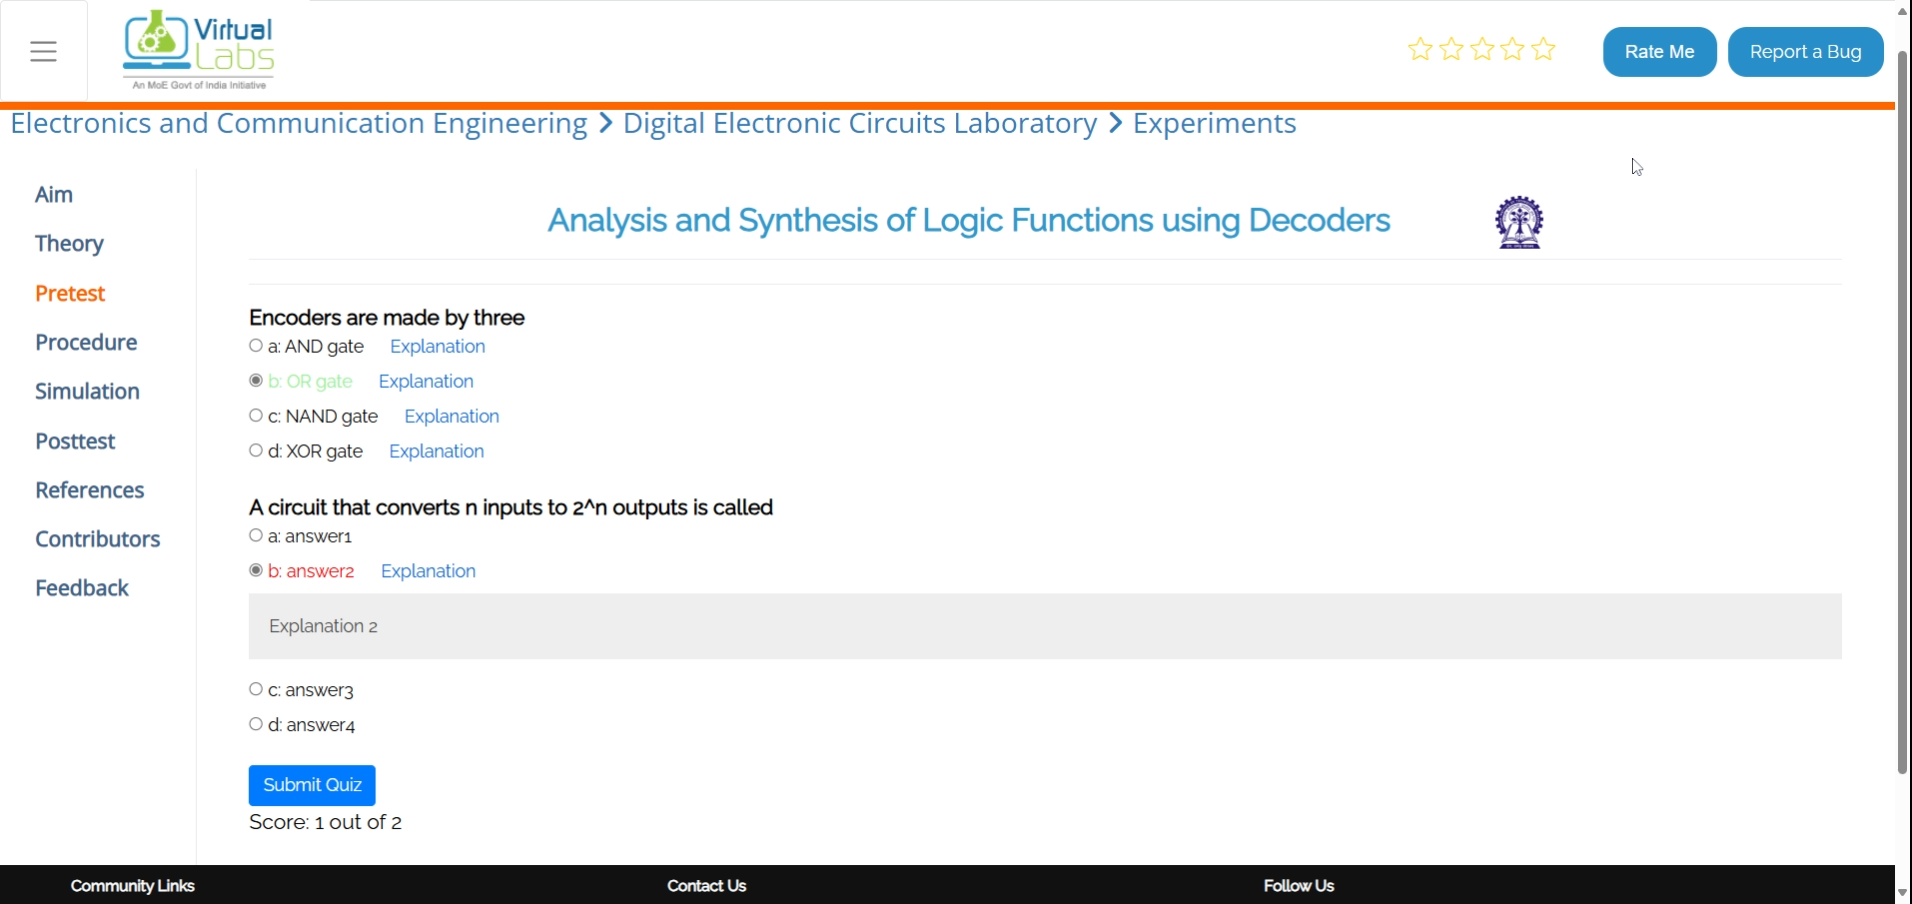 Virtual
Labs
An MoE Govt of India Initiative
Rate Me
Report a Bug
Electronics and Communication Engineering > Digital Electronic Circuits Laboratory > Experiments
Aim
Theory
Pretest
Procedure
Simulation
Posttest
References
Contributors
Feedback
Analysis and Synthesis of Logic Functions using Decoders
Encoders are made by three
a: AND gate Explanation
b: OR gate Explanation
c: NAND gate Explanation
d: XOR gate Explanation
A circuit that converts n inputs to 2^n outputs is called
a: answer1
b: answer2 Explanation
Explanation 2
c: answer3
d: answer4
Submit Quiz
Score: 1 out of 2
Community Links Contact Us Follow Us